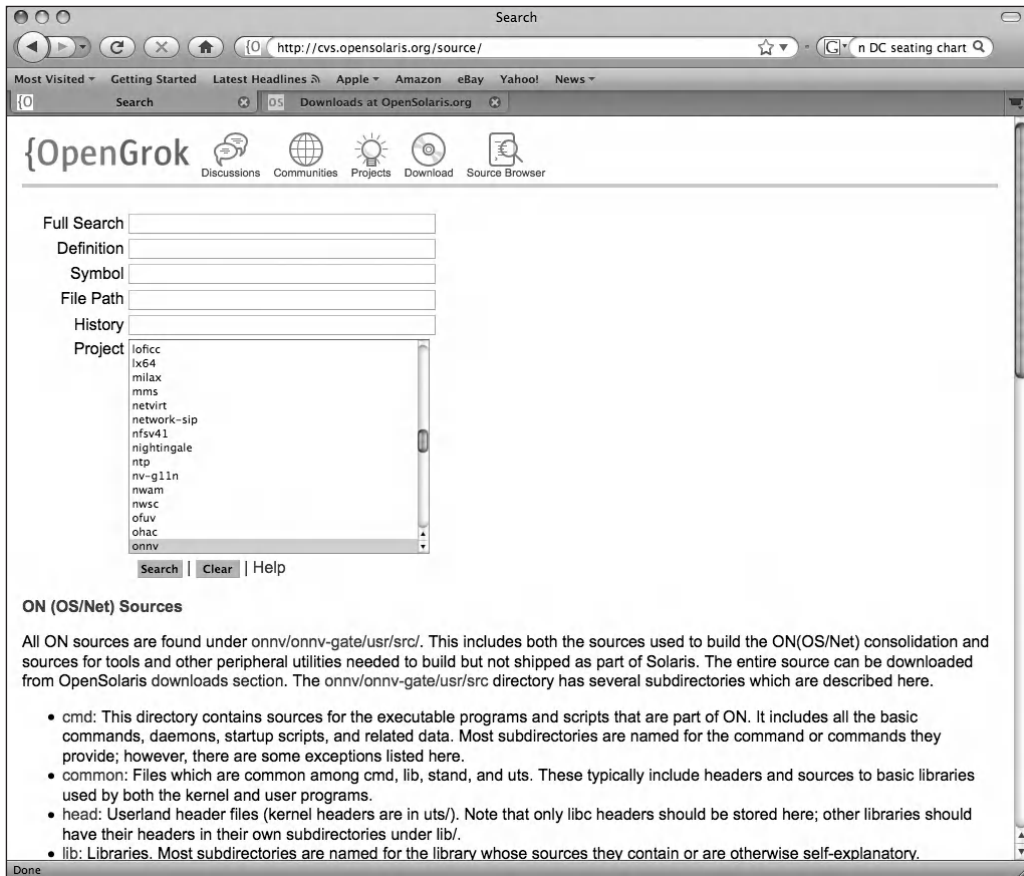 Search
{O http://cvs.opensolaris.org/source/
G n DC seating chart
Most Visited Getting Started Latest Headlines Apple Amazon eBay Yahoo! News
{O Search OS Downloads at OpenSolaris.org
{OpenGrok Discussions Communities Projects Download Source Browser
Full Search
Definition
Symbol
File Path
History
Project
loficc
lx64
milax
mms
netvirt
network-sip
nfsv41
nightingale
ntp
nv-g11n
nwam
nwsc
ofuv
ohac
onnv
Search | Clear | Help
ON (OS/Net) Sources
All ON sources are found under onnv/onnv-gate/usr/src/. This includes both the sources used to build the ON(OS/Net) consolidation and
sources for tools and other peripheral utilities needed to build but not shipped as part of Solaris. The entire source can be downloaded
from OpenSolaris downloads section. The onnv/onnv-gate/usr/src directory has several subdirectories which are described here.
• cmd: This directory contains sources for the executable programs and scripts that are part of ON. It includes all the basic
commands, daemons, startup scripts, and related data. Most subdirectories are named for the command or commands they
provide; however, there are some exceptions listed here.
• common: Files which are common among cmd, lib, stand, and uts. These typically include headers and sources to basic libraries
used by both the kernel and user programs.
• head: Userland header files (kernel headers are in uts/). Note that only libc headers should be stored here; other libraries should
have their headers in their own subdirectories under lib/.
• lib: Libraries. Most subdirectories are named for the library whose sources they contain or are otherwise self-explanatory.
Done